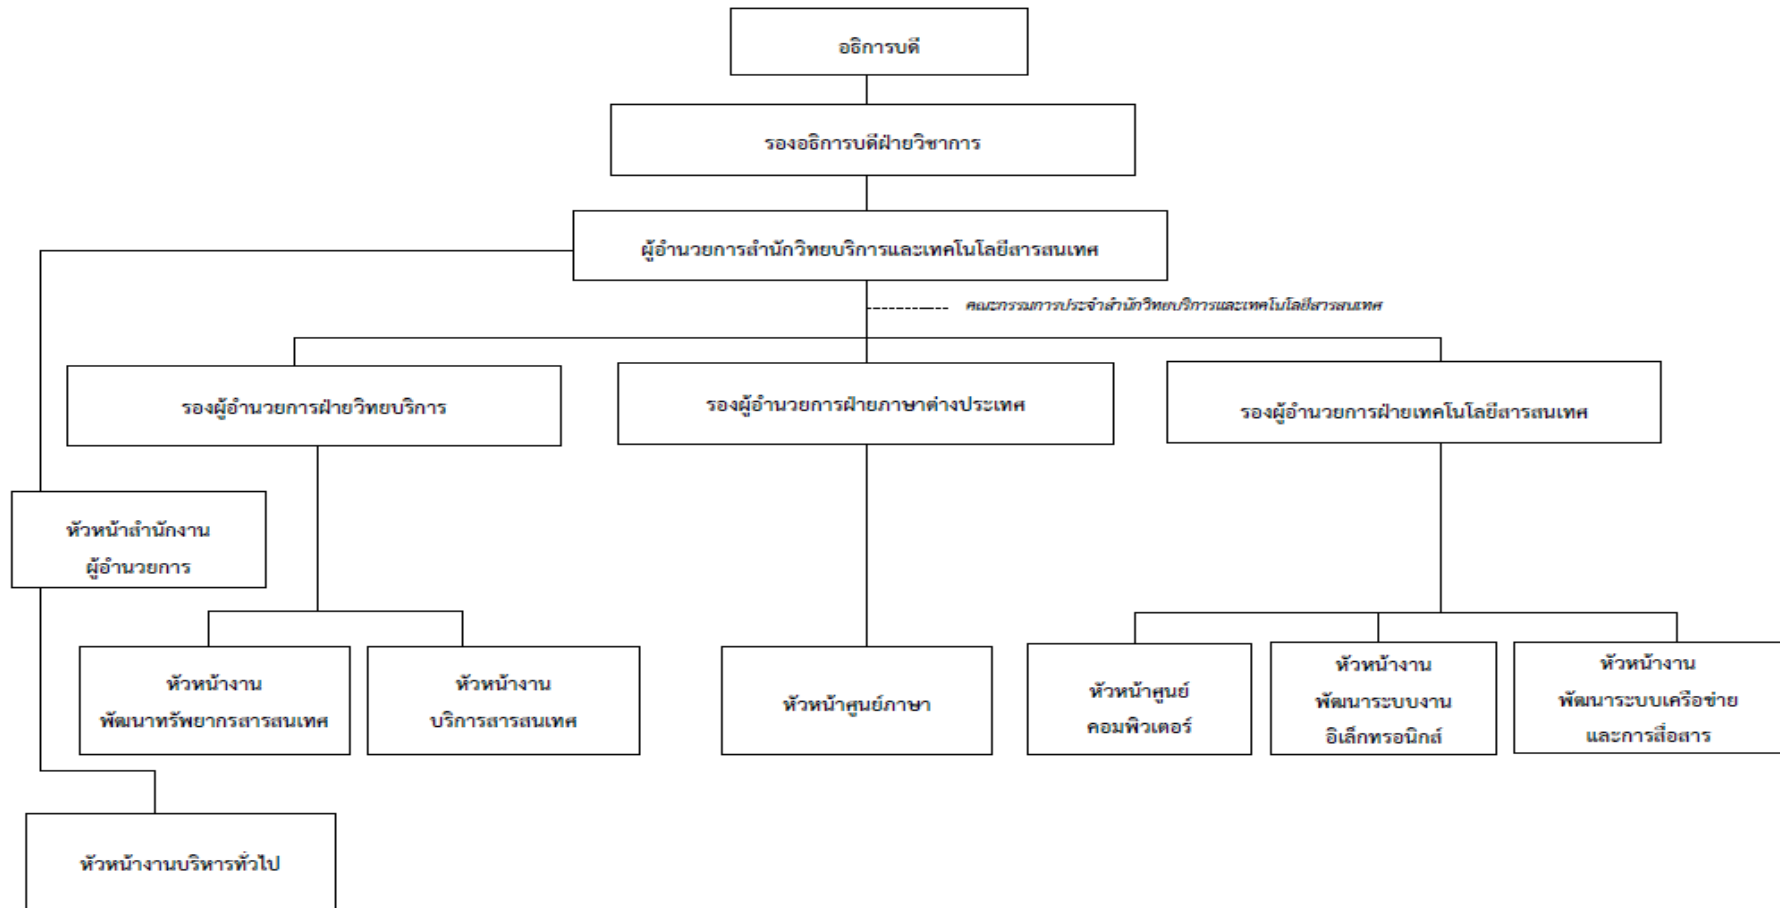 อธิการบดี
รองอธิการบดีฝ่ายวิชาการ
ผู้อำนวยการสำนักวิทยบริการและเทคโนโลยีสารสนเทศ
คณะกรรมการประจำสำนักวิทยบริการและเทคโนโลยีสารสนเทศ
รองผู้อำนวยการฝ่ายวิทยบริการ
รองผู้อำนวยการฝ่ายภาษาต่างประเทศ
รองผู้อำนวยการฝ่ายเทคโนโลยีสารสนเทศ
หัวหน้าสำนักงาน
ผู้อำนวยการ
หัวหน้างาน
พัฒนาทรัพยากรสารสนเทศ
หัวหน้างาน
บริการสารสนเทศ
หัวหน้าศูนย์ภาษา
หัวหน้าศูนย์
คอมพิวเตอร์
หัวหน้างาน
พัฒนาระบบงาน
อิเล็กทรอนิกส์
หัวหน้างาน
พัฒนาระบบเครือข่าย
และการสื่อสาร
หัวหน้างานบริหารทั่วไป